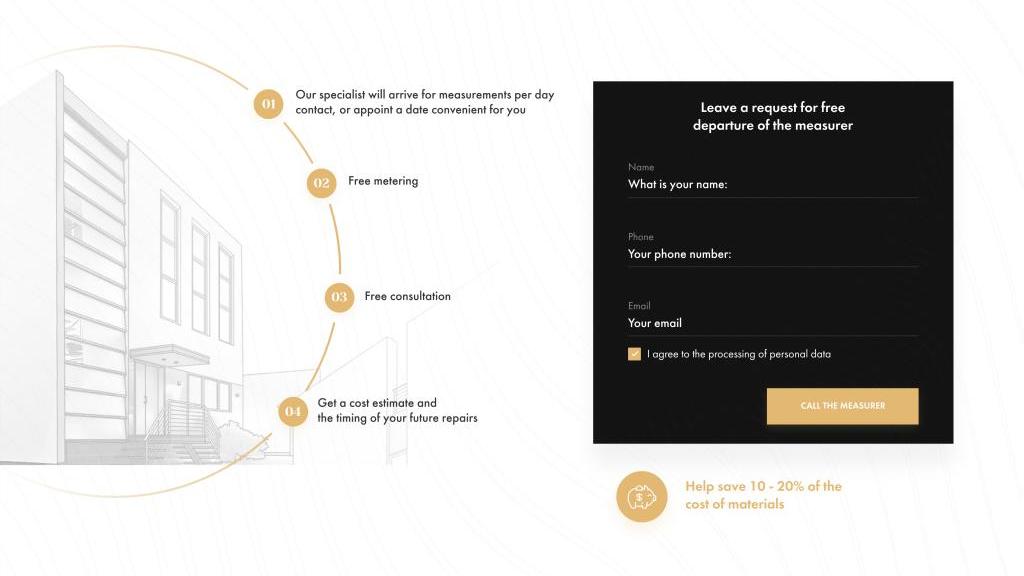 01
Our specialist will arrive for measurements per day
contact, or appoint a date convenient for you
02
Free metering
03
Free consultation
04
Get a cost estimate and
the timing of your future repairs
Leave a request for free
departure of the measurer
Name
What is your name:
Phone
Your phone number:
Email
Your email
I agree to the processing of personal data
CALL THE MEASURER
$
Help save 10 - 20% of the
cost of materials